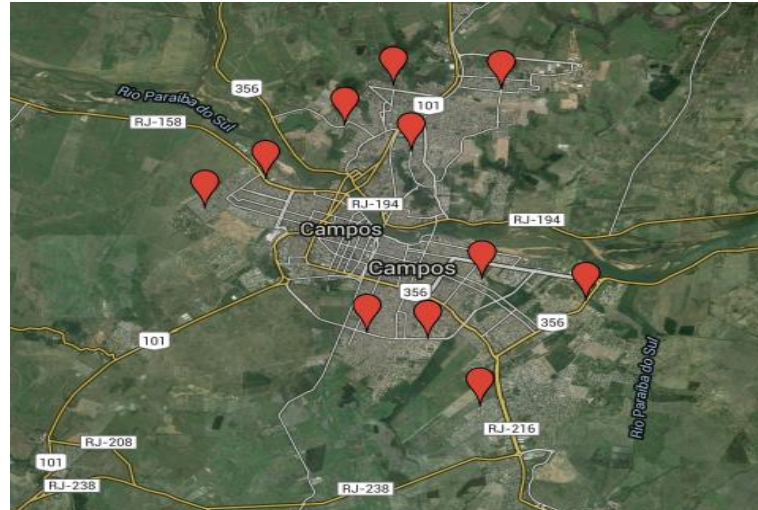 356
101
Rio Paraíba do Sul
RJ-158
RJ-194
RJ-194
Campos
Campos
356
356
101
Rio Paraíba do Sul
RJ-216
RJ-208
101
RJ-238
RJ-238